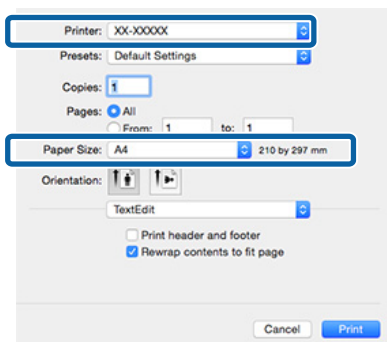 Printer: XX-XXXXX
Presets: Default Settings
Copies: 1
Pages: All
From: 1 to: 1
Paper Size: A4 210 by 297 mm
Orientation:
TextEdit
Print header and footer
Rewrap contents to fit page
Cancel Print